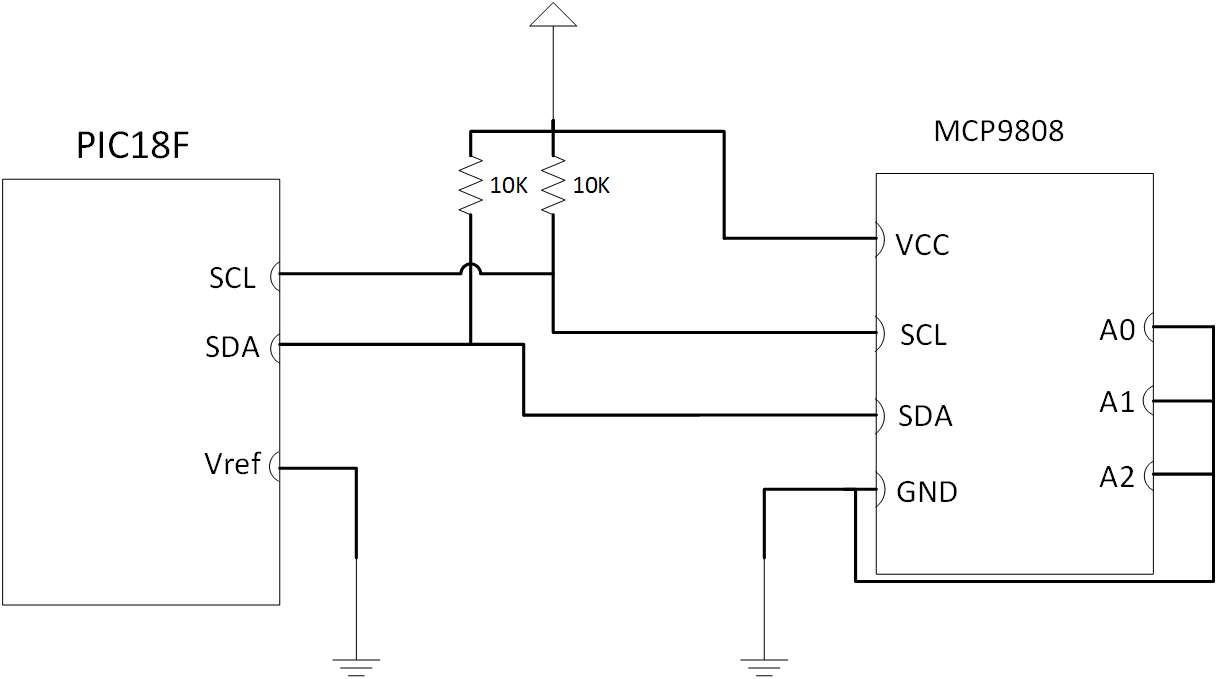 PIC18F
MCP9808
10K
10K
SCL
SDA
Vref
VCC
SCL
SDA
GND
A0
A1
A2